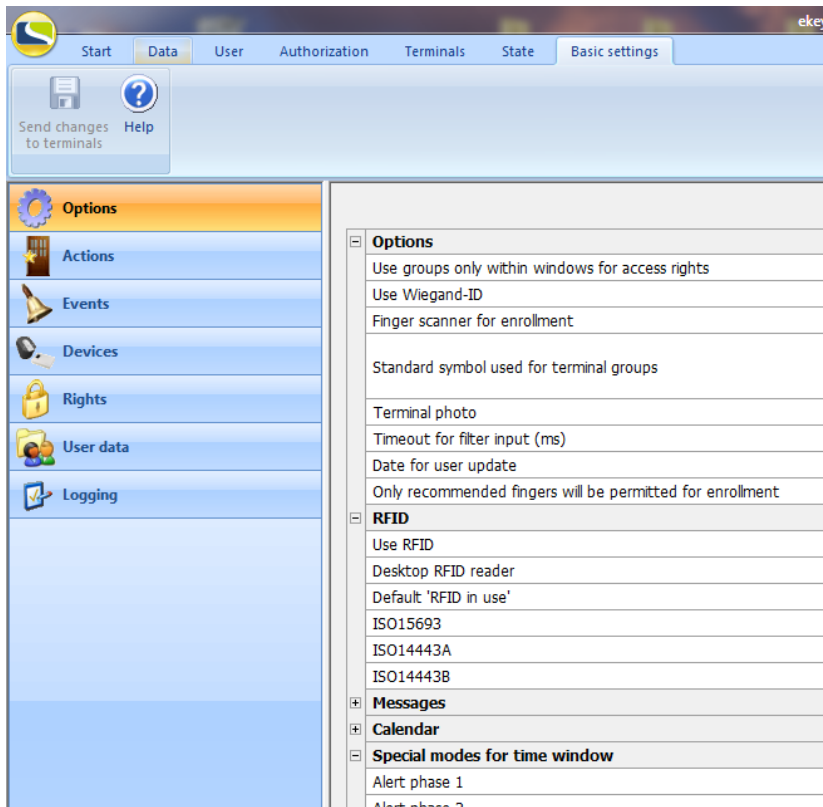 ekey
Start Data User Authorization Terminals State Basic settings
Send changes to terminals
Help
Options
Actions
Events
Devices
Rights
User data
Logging
Options
Use groups only within windows for access rights
Use Wiegand-ID
Finger scanner for enrollment
Standard symbol used for terminal groups
Terminal photo
Timeout for filter input (ms)
Date for user update
Only recommended fingers will be permitted for enrollment
RFID
Use RFID
Desktop RFID reader
Default 'RFID in use'
ISO15693
ISO14443A
ISO14443B
Messages
Calendar
Special modes for time window
Alert phase 1
Alert phase 2